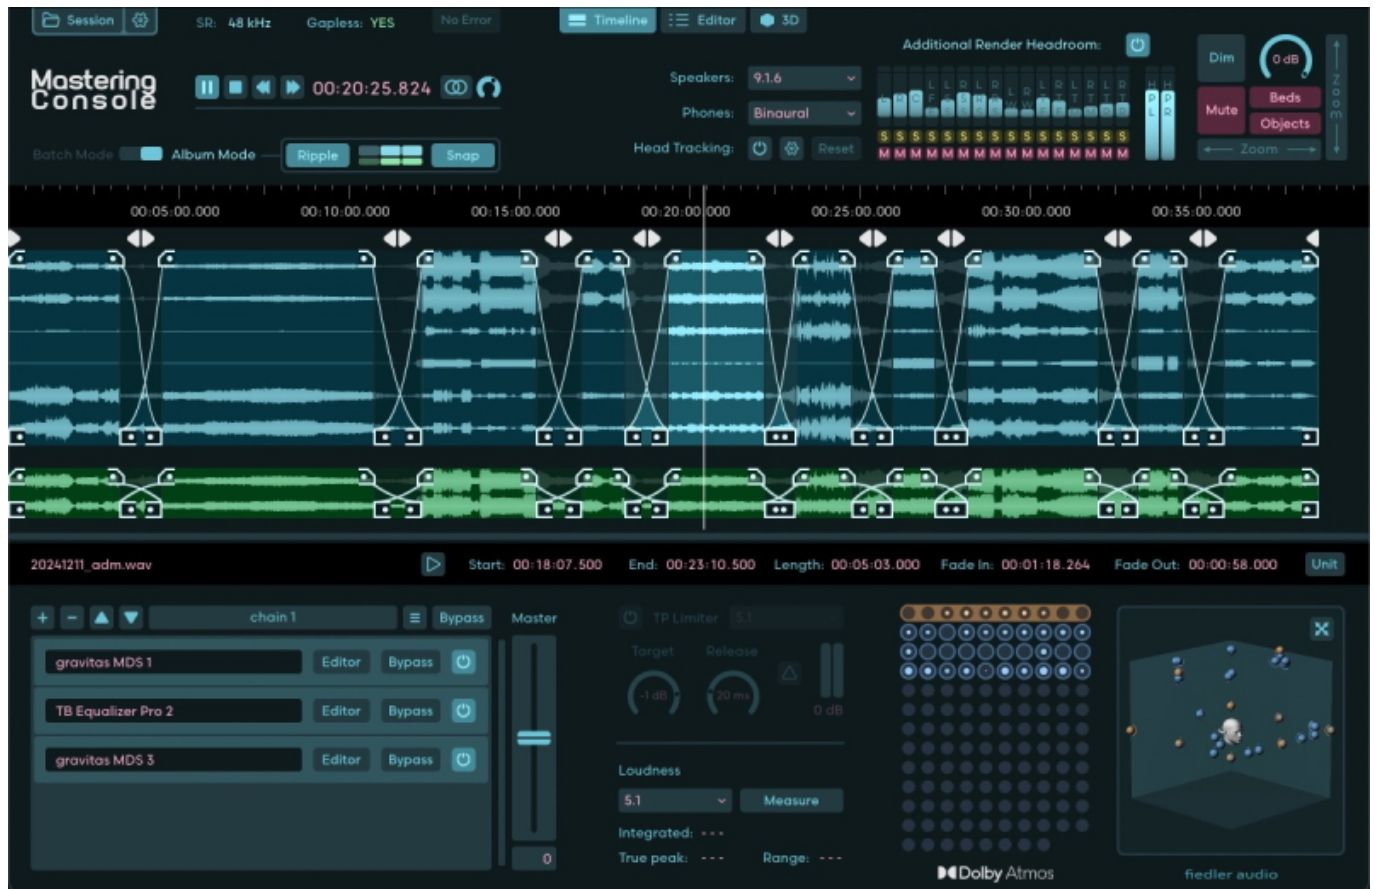 Session SR: 48 kHz Gapless: YES No Error Timeline Editor 3D
Additional Render Headroom:
Mastering
Console
00:20:25.824
Speakers: 9.1.6
Dim 0 dB
Zoom
Phones: Binaural
Mute Beds
Objects
Batch Mode Album Mode Ripple Snap
Head Tracking: Reset
S S S S S S S S S S S S S S S S
M M M M M M M M M M M M M M M M
HPL HPR
Zoom
00:05:00.000 00:10:00.000 00:15:00.000 00:20:00.000 00:25:00.000 00:30:00.000 00:35:00.000
20241211_adm.wav Start: 00:18:07.500 End: 00:23:10.500 Length: 00:05:03.000 Fade In: 00:01:18.264 Fade Out: 00:00:58.000 Unit
chain 1 Bypass Master TP Limiter 5.1
gravitas MDS 1 Editor Bypass
Target Release
-1 dB 20 ms
0 dB
TB Equalizer Pro 2 Editor Bypass
gravitas MDS 3 Editor Bypass
Loudness
5.1 Measure
Integrated: ---
0 True peak: --- Range: ---
Dolby Atmos
fiedler audio